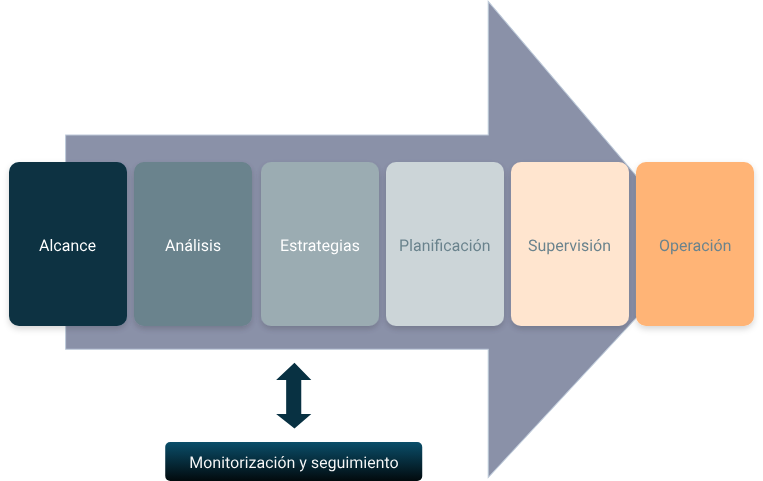 Alcance
Análisis
Estrategias
Planificación
Supervisión
Operación
Monitorización y seguimiento